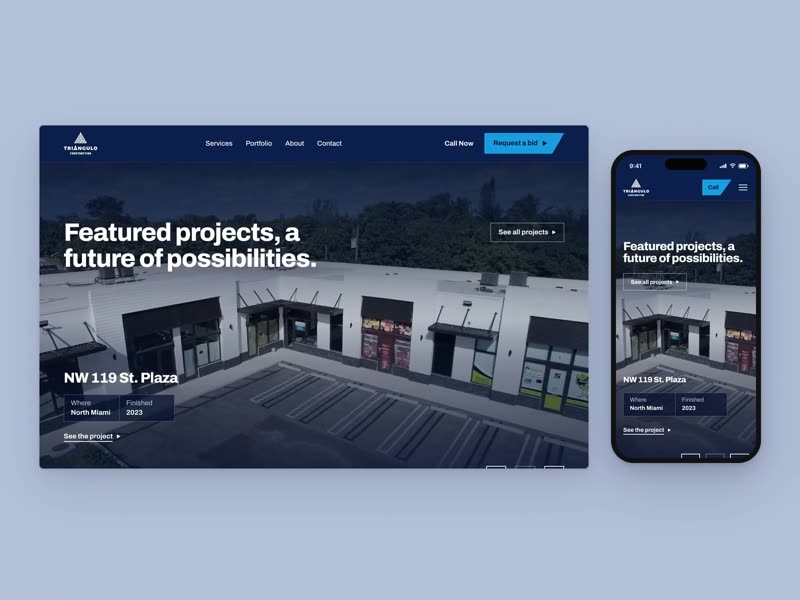 TRIÁNGULO
CONSTRUCTION
Services
Portfolio
About
Contact
Call Now
Request a bid
Featured projects, a
future of possibilities.
See all projects
NW 119 St. Plaza
Where
North Miami
Finished
2023
See the project
9:41
TRIÁNGULO
CONSTRUCTION
Call
Featured projects, a
future of possibilities.
See all projects
NW 119 St. Plaza
Where
North Miami
Finished
2023
See the project